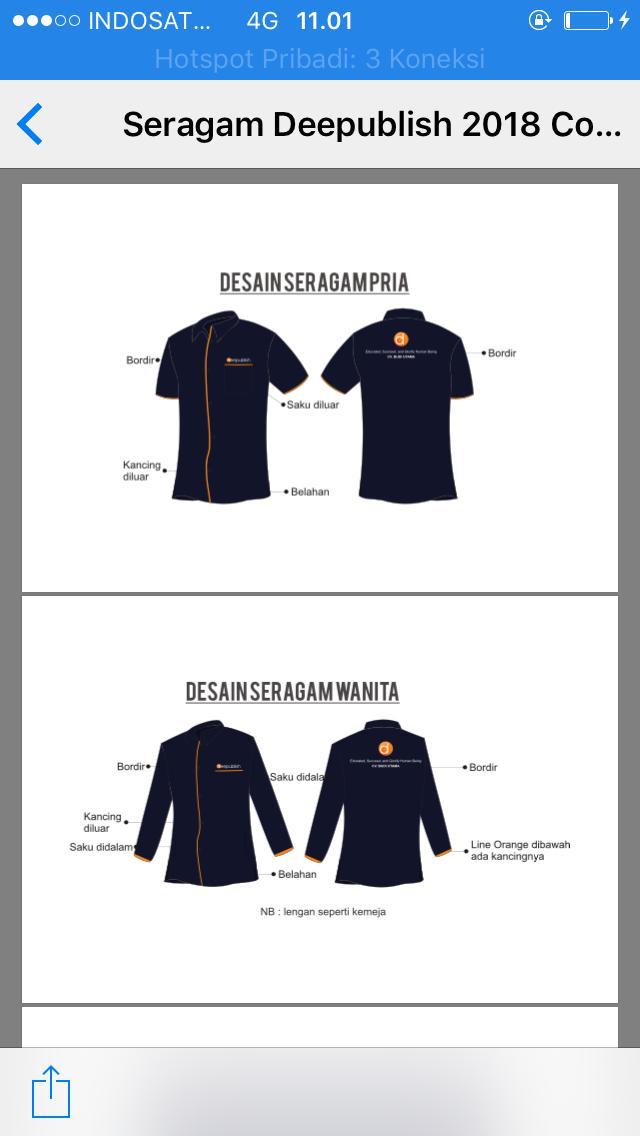 INDOSAT... 4G 11.01
Hotspot Pribadi: 3 Koneksi
Seragam Deepublish 2018 Co...
DESAIN SERAGAM PRIA
Bordir
deepublish
Saku diluar
Kancing
diluar
Belahan
d
Educated, Succeed, and Glorify Human Being
CV. BUDI UTAMA
Bordir
DESAIN SERAGAM WANITA
Bordir
deepublish
Saku didala
Kancing
diluar
Saku didalam
Belahan
d
Educated, Succeed, and Glorify Human Being
CV. BUDI UTAMA
Bordir
Line Orange dibawah
ada kancingnya
NB : lengan seperti kemeja